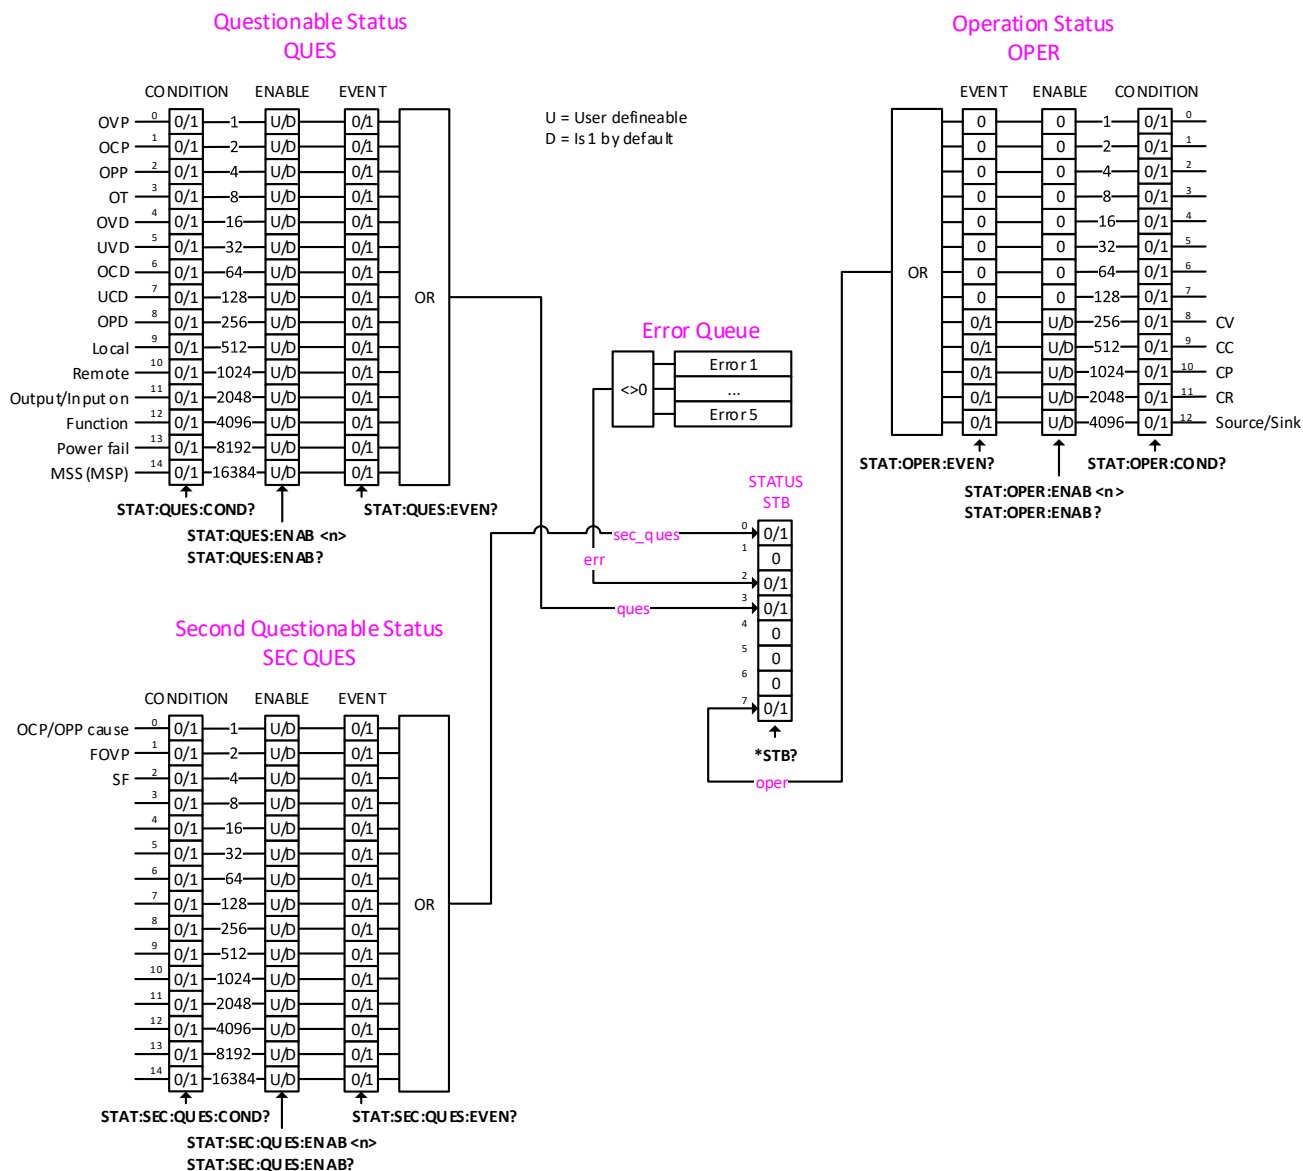 Questionable Status
QUES
CONDITION ENABLE EVENT
OVP 0 0/1 1 U/D 0/1
OCP 1 0/1 2 U/D 0/1
OPP 2 0/1 4 U/D 0/1
OT 3 0/1 8 U/D 0/1
OVD 4 0/1 16 U/D 0/1
UVD 5 0/1 32 U/D 0/1
OCD 6 0/1 64 U/D 0/1
UCD 7 0/1 128 U/D 0/1 OR
OPD 8 0/1 256 U/D 0/1
Local 9 0/1 512 U/D 0/1
Remote 10 0/1 1024 U/D 0/1
Output/Input on 11 0/1 2048 U/D 0/1
Function 12 0/1 4096 U/D 0/1
Power fail 13 0/1 8192 U/D 0/1
MSS (MSP) 14 0/1 16384 U/D 0/1
STAT:QUES:COND? STAT:QUES:EVEN?
STAT:QUES:ENAB <n>
STAT:QUES:ENAB?
U = User defineable
D = Is 1 by default
Operation Status
OPER
EVENT ENABLE CONDITION
0 0 1 0/1 0
0 0 2 0/1 1
0 0 4 0/1 2
0 0 8 0/1 3
0 0 16 0/1 4
0 0 32 0/1 5
OR 0 0 64 0/1 6
0 0 128 0/1 7
0/1 U/D 256 0/1 8 CV
0/1 U/D 512 0/1 9 CC
0/1 U/D 1024 0/1 10 CP
0/1 U/D 2048 0/1 11 CR
0/1 U/D 4096 0/1 12 Source/Sink
STAT:OPER:EVEN? STAT:OPER:COND?
STAT:OPER:ENAB <n>
STAT:OPER:ENAB?
Error Queue
<>0 Error 1
...
Error 5
STATUS
STB
sec_ques 0 0/1
1 0
err 2 0/1
ques 3 0/1
4 0
5 0
6 0
7 0/1
*STB?
oper
Second Questionable Status
SEC QUES
CONDITION ENABLE EVENT
OCP/OPP cause 0 0/1 1 U/D 0/1
FOVP 1 0/1 2 U/D 0/1
SF 2 0/1 4 U/D 0/1
3 0/1 8 U/D 0/1
4 0/1 16 U/D 0/1
5 0/1 32 U/D 0/1
6 0/1 64 U/D 0/1
7 0/1 128 U/D 0/1 OR
8 0/1 256 U/D 0/1
9 0/1 512 U/D 0/1
10 0/1 1024 U/D 0/1
11 0/1 2048 U/D 0/1
12 0/1 4096 U/D 0/1
13 0/1 8192 U/D 0/1
14 0/1 16384 U/D 0/1
STAT:SEC:QUES:COND? STAT:SEC:QUES:EVEN?
STAT:SEC:QUES:ENAB <n>
STAT:SEC:QUES:ENAB?